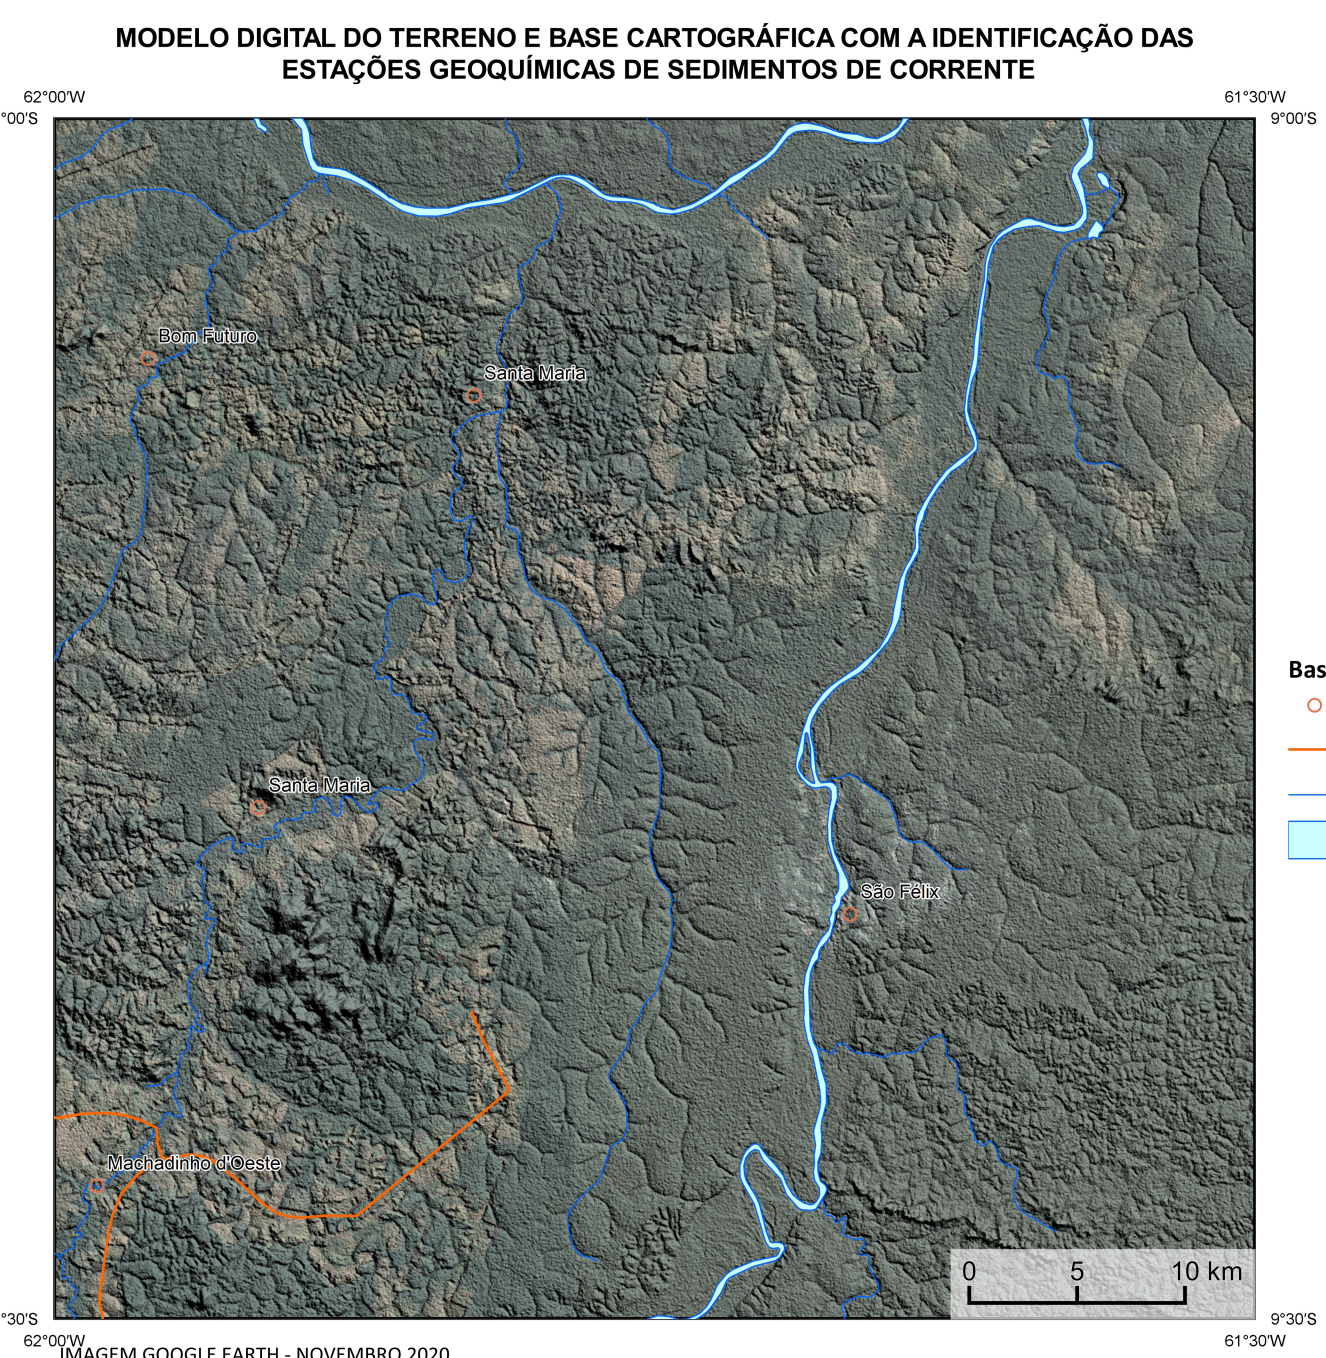 MODELO DIGITAL DO TERRENO E BASE CARTOGRÁFICA COM A IDENTIFICAÇÃO DAS
ESTAÇÕES GEOQUÍMICAS DE SEDIMENTOS DE CORRENTE
62°00'W 61°30'W
°00'S 9°00'S
Bom Futuro
Santa Maria
Bas
Santa Maria
São Félix
Machadinho d'Oeste
0 5 10 km
°30'S 9°30'S
62°00'W 61°30'W
IMAGEM GOOGLE EARTH - NOVEMBRO 2020